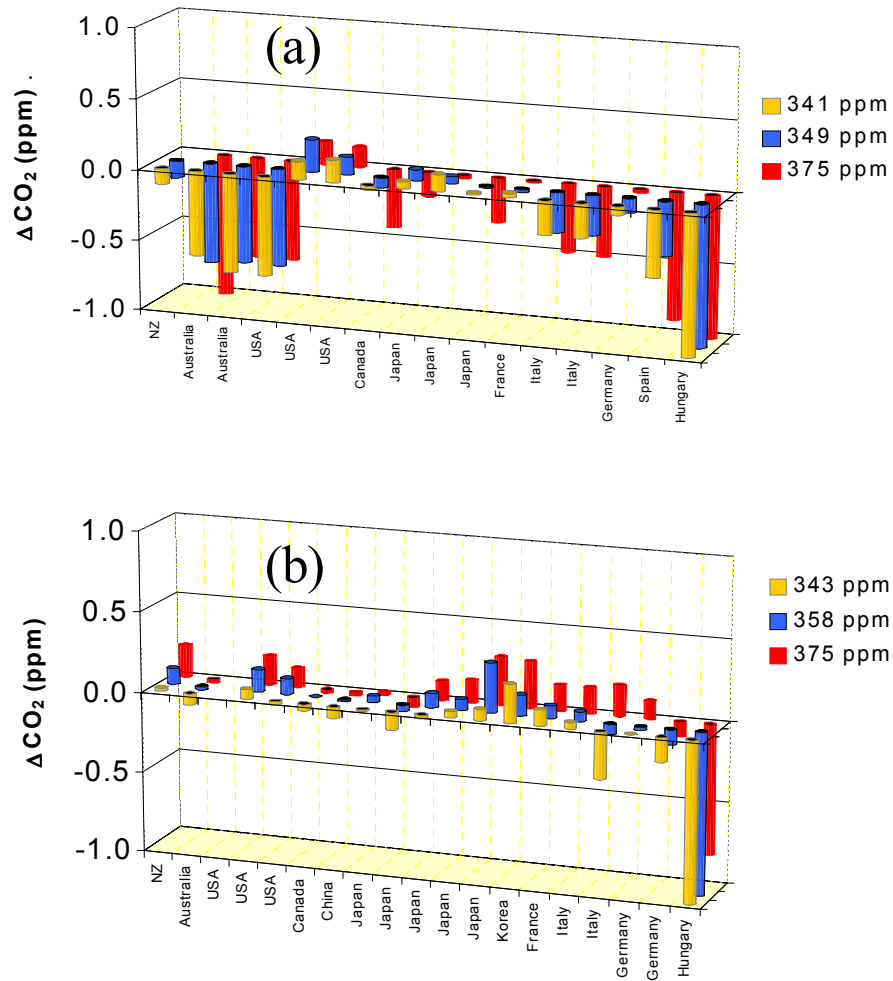 (a)
1.0
0.5
0.0
-0.5
-1.0
ΔCO2 (ppm) .
341 ppm
349 ppm
375 ppm
NZ
Australia
Australia
USA
USA
USA
Canada
Japan
Japan
Japan
France
Italy
Italy
Germany
Spain
Hungary
(b)
1.0
0.5
0.0
-0.5
-1.0
ΔCO2 (ppm)
343 ppm
358 ppm
375 ppm
NZ
Australia
USA
USA
USA
Canada
China
Japan
Japan
Japan
Japan
Japan
Korea
France
Italy
Italy
Germany
Germany
Hungary